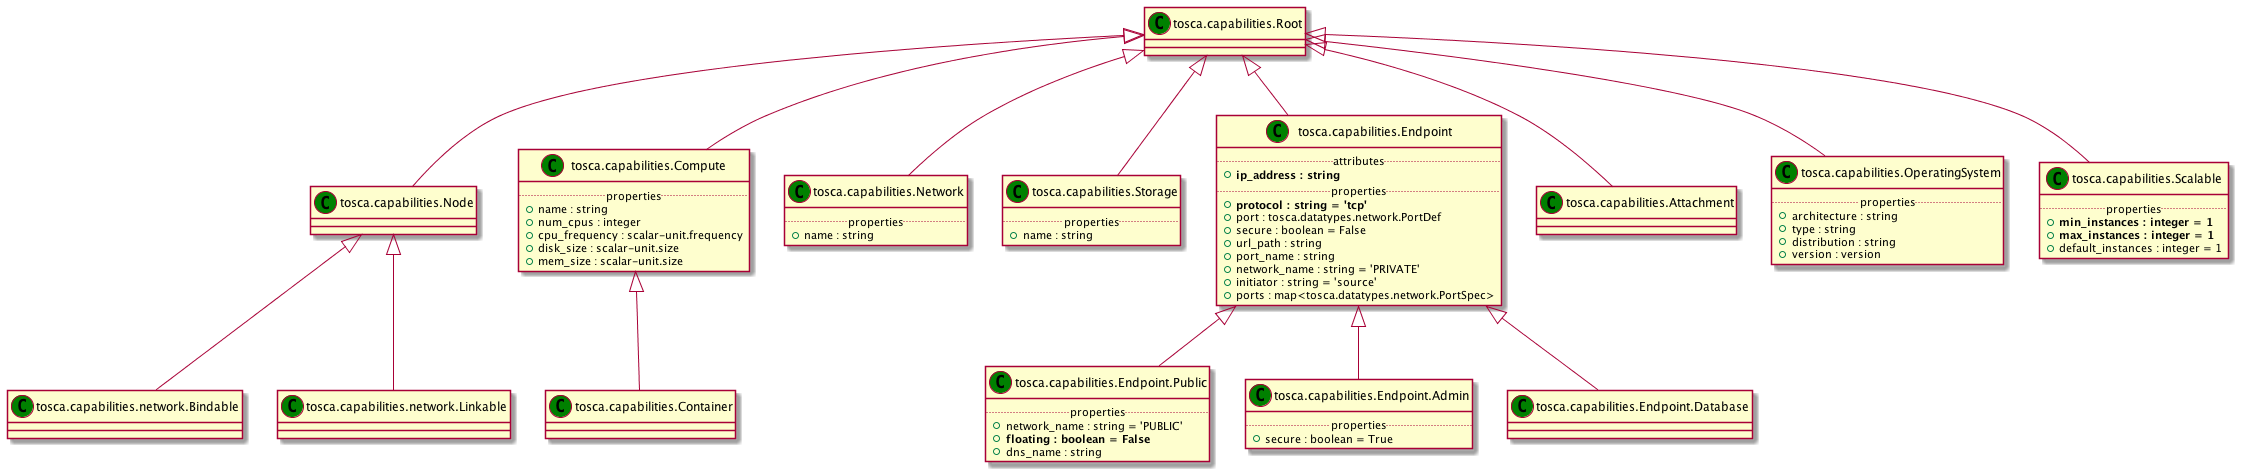 C tosca.capabilities.Root
C tosca.capabilities.Node
C tosca.capabilities.Compute
properties
name : string
num_cpus : integer
cpu_frequency : scalar-unit.frequency
disk_size : scalar-unit.size
mem_size : scalar-unit.size
C tosca.capabilities.Network
properties
name : string
C tosca.capabilities.Storage
properties
name : string
C tosca.capabilities.Endpoint
attributes
ip_address : string
properties
protocol : string = 'tcp'
port : tosca.datatypes.network.PortDef
secure : boolean = False
url_path : string
port_name : string
network_name : string = 'PRIVATE'
initiator : string = 'source'
ports : map<tosca.datatypes.network.PortSpec>
C tosca.capabilities.Attachment
C tosca.capabilities.OperatingSystem
properties
architecture : string
type : string
distribution : string
version : version
C tosca.capabilities.Scalable
properties
min_instances : integer = 1
max_instances : integer = 1
default_instances : integer = 1
C tosca.capabilities.network.Bindable
C tosca.capabilities.network.Linkable
C tosca.capabilities.Container
C tosca.capabilities.Endpoint.Public
properties
network_name : string = 'PUBLIC'
floating : boolean = False
dns_name : string
C tosca.capabilities.Endpoint.Admin
properties
secure : boolean = True
C tosca.capabilities.Endpoint.Database